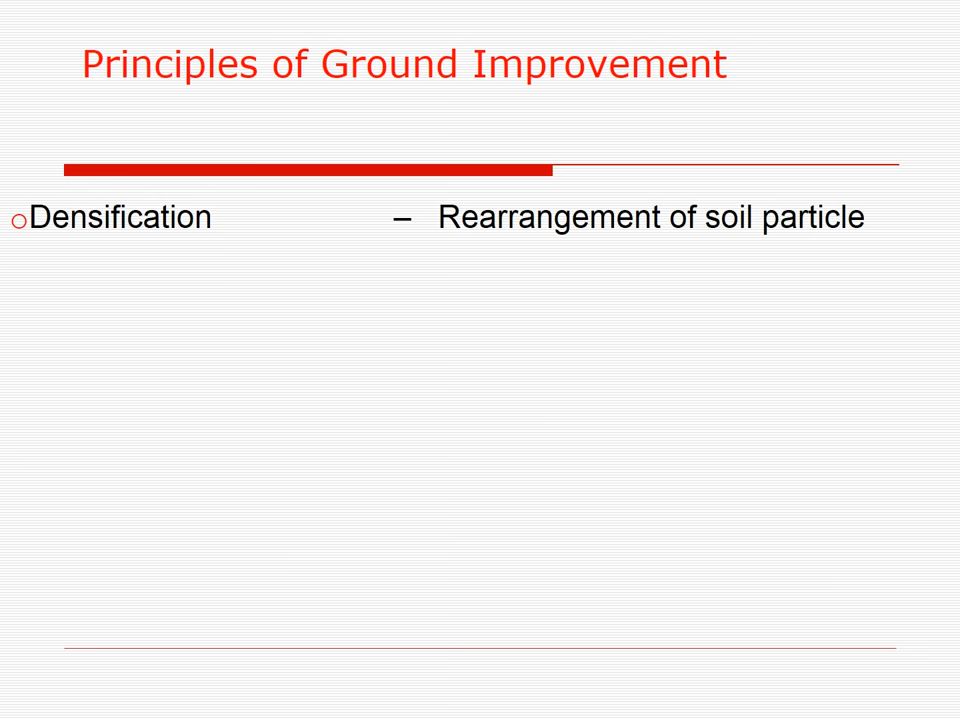 Principles of Ground Improvement
Densification – Rearrangement of soil particle